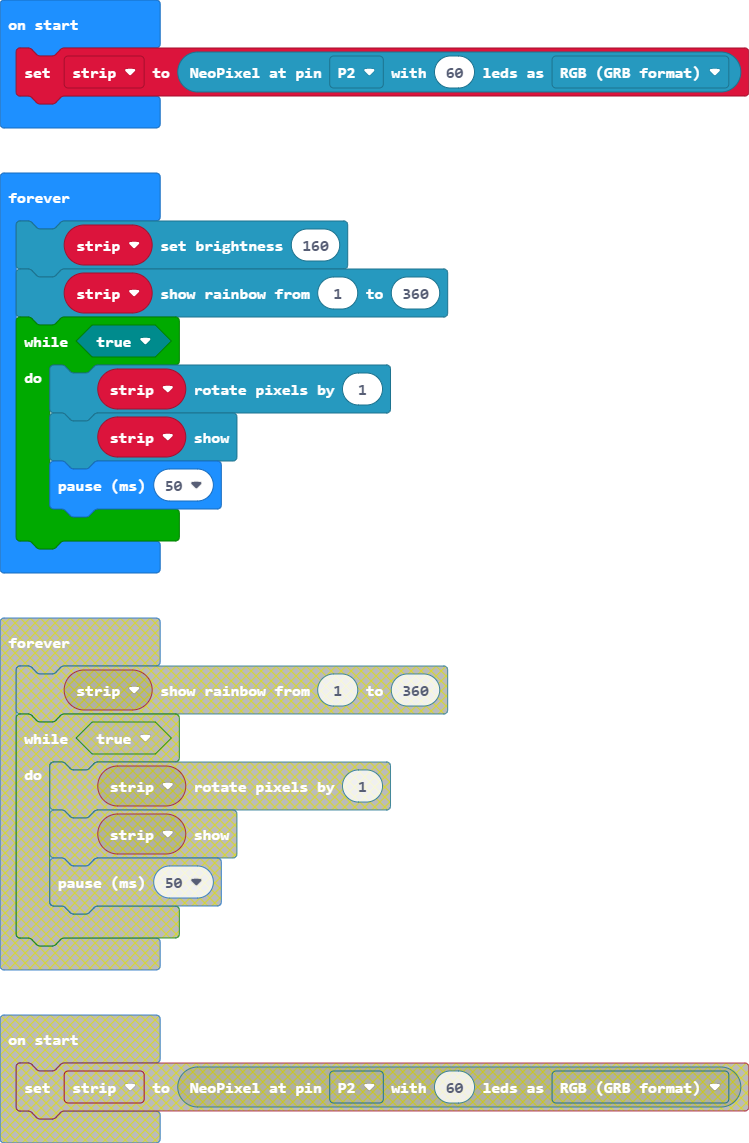 on start
set strip to NeoPixel at pin P2 with 60 leds as RGB (GRB format)
forever
strip set brightness 160
strip show rainbow from 1 to 360
while true
do
strip rotate pixels by 1
strip show
pause (ms) 50
forever
strip show rainbow from 1 to 360
while true
do
strip rotate pixels by 1
strip show
pause (ms) 50
on start
set strip to NeoPixel at pin P2 with 60 leds as RGB (GRB format)